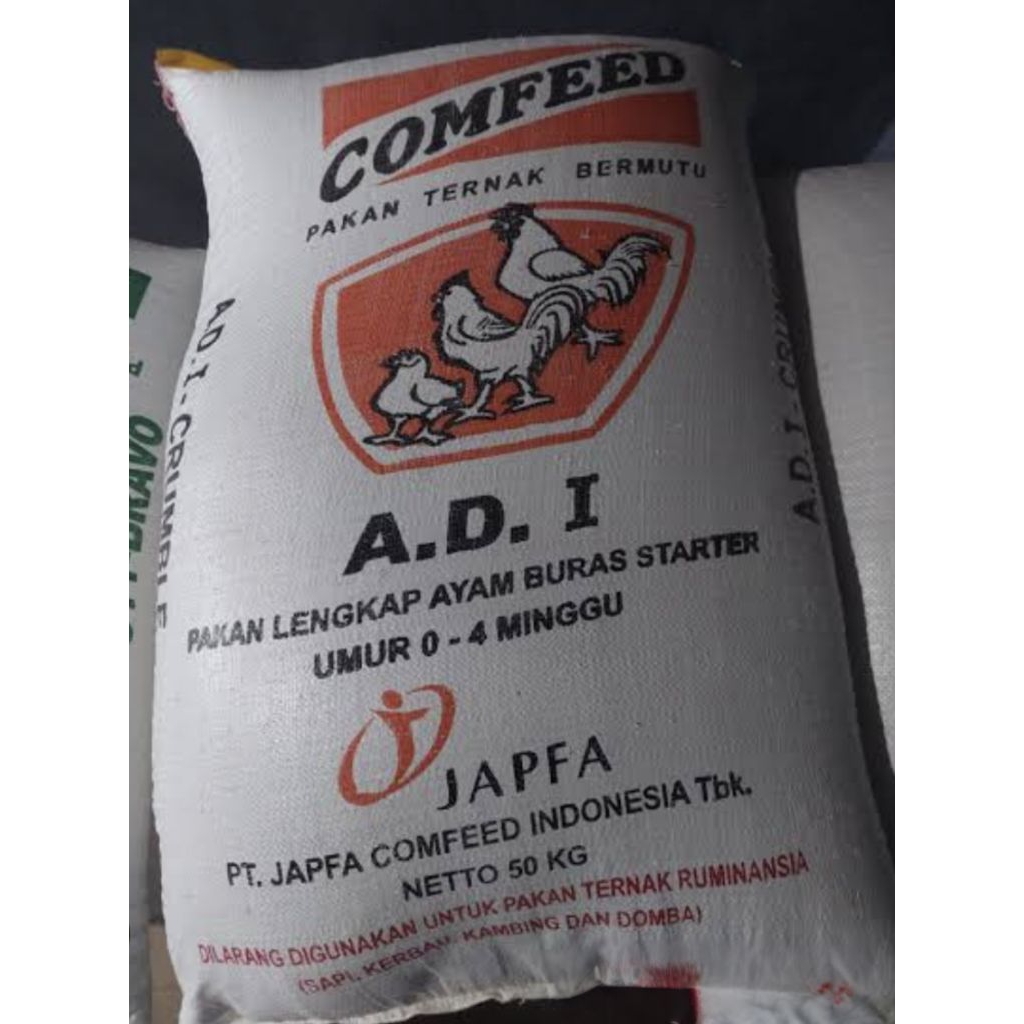 COMFEED
PAKAN TERNAK BERMUTU
A.D. I
PAKAN LENGKAP AYAM BURAS STARTER
UMUR 0 - 4 MINGGU
JAPFA
PT. JAPFA COMFEED INDONESIA Tbk.
NETTO 50 KG
DILARANG DIGUNAKAN UNTUK PAKAN TERNAK RUMINANSIA
(SAPI, KERBAU, KAMBING DAN DOMBA)
A.D.I - CRUMBLE
A.D.I -